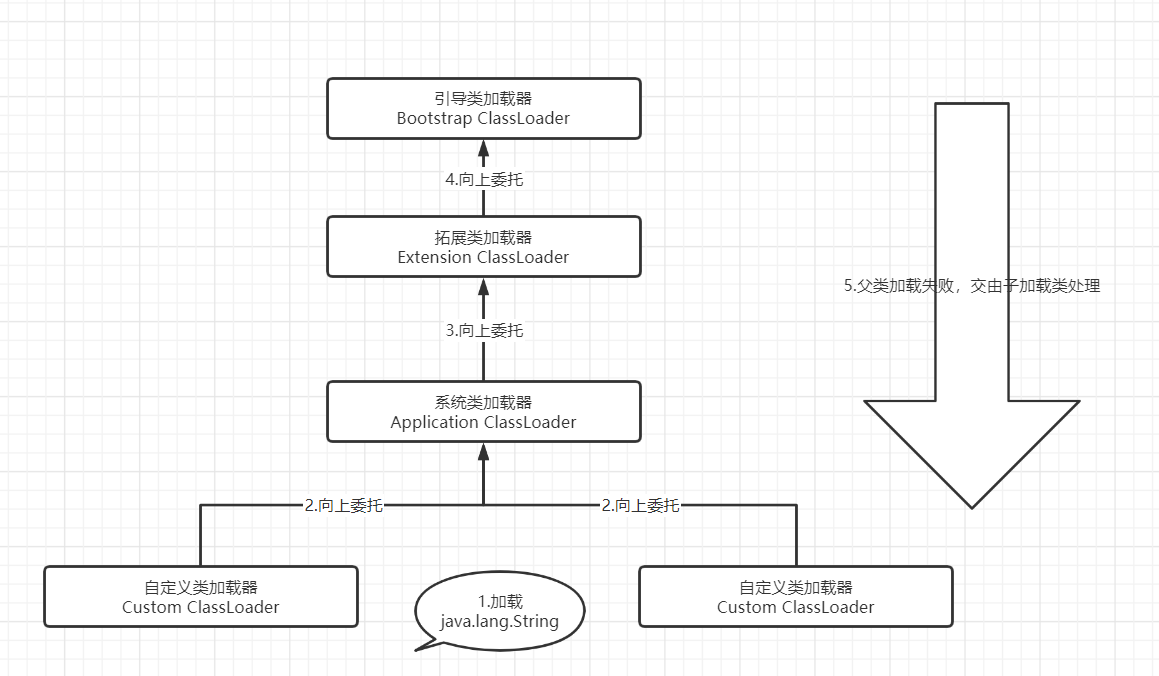 引导类加载器
Bootstrap ClassLoader
4.向上委托
拓展类加载器
Extension ClassLoader
5.父类加载失败，交由子加载类处理
3.向上委托
系统类加载器
Application ClassLoader
2.向上委托
2.向上委托
自定义类加载器
Custom ClassLoader
1.加载
java.lang.String
自定义类加载器
Custom ClassLoader